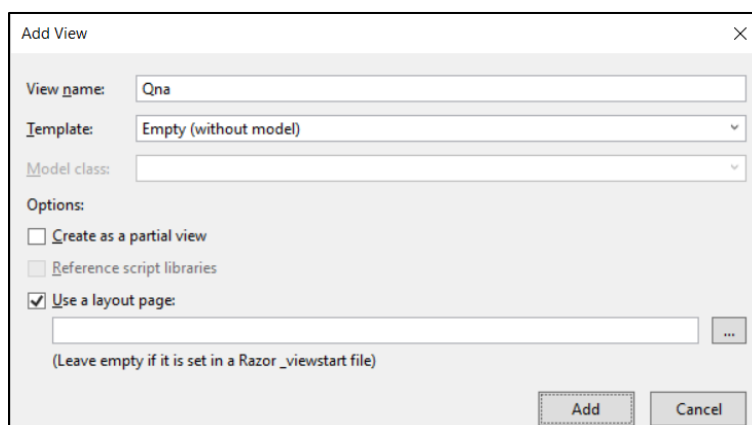 Add View
View name: Qna
Template: Empty (without model)
Model class:
Options:
Create as a partial view
Reference script libraries
Use a layout page:
...
(Leave empty if it is set in a Razor _viewstart file)
Add Cancel